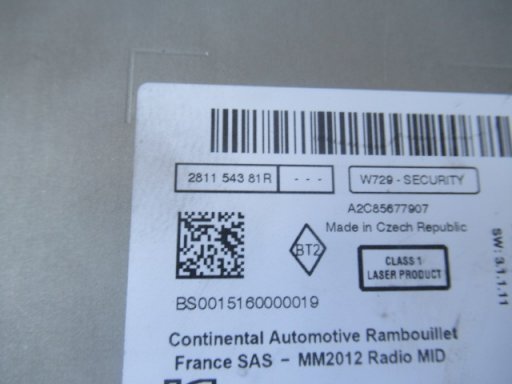 2811 543 81R - - -
W729 - SECURITY
A2C85677907
Made in Czech Republic
BT2
CLASS 1
LASER PRODUCT
SW: 3.1.1.11
BS0015160000019
Continental Automotive Rambouillet
France SAS - MM2012 Radio MID